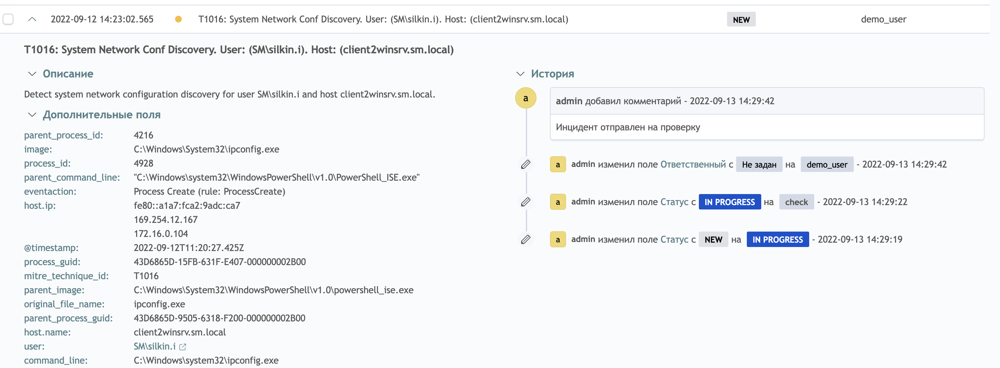 2022-09-12 14:23:02.565 T1016: System Network Conf Discovery. User: (SM\silkin.i). Host: (client2winsrv.sm.local) NEW demo_user
T1016: System Network Conf Discovery. User: (SM\silkin.i). Host: (client2winsrv.sm.local)
Описание
Detect system network configuration discovery for user SM\silkin.i and host client2winsrv.sm.local.
Дополнительные поля
parent_process_id: 4216
image: C:\Windows\System32\ipconfig.exe
process_id: 4928
parent_command_line: "C:\Windows\system32\WindowsPowerShell\v1.0\PowerShell_ISE.exe"
eventaction: Process Create (rule: ProcessCreate)
host.ip: fe80::a1a7:fca2:9adc:ca7
169.254.12.167
172.16.0.104
@timestamp: 2022-09-12T11:20:27.425Z
process_guid: 43D6865D-15FB-631F-E407-000000002B00
mitre_technique_id: T1016
parent_image: C:\Windows\System32\WindowsPowerShell\v1.0\powershell_ise.exe
original_file_name: ipconfig.exe
parent_process_guid: 43D6865D-9505-6318-F200-000000002B00
host.name: client2winsrv.sm.local
user: SM\silkin.i
command_line: C:\Windows\system32\ipconfig.exe
История
a admin добавил комментарий - 2022-09-13 14:29:42
Инцидент отправлен на проверку
a admin изменил поле Ответственный с Не задан на demo_user - 2022-09-13 14:29:42
a admin изменил поле Статус с IN PROGRESS на check - 2022-09-13 14:29:22
a admin изменил поле Статус с NEW на IN PROGRESS - 2022-09-13 14:29:19